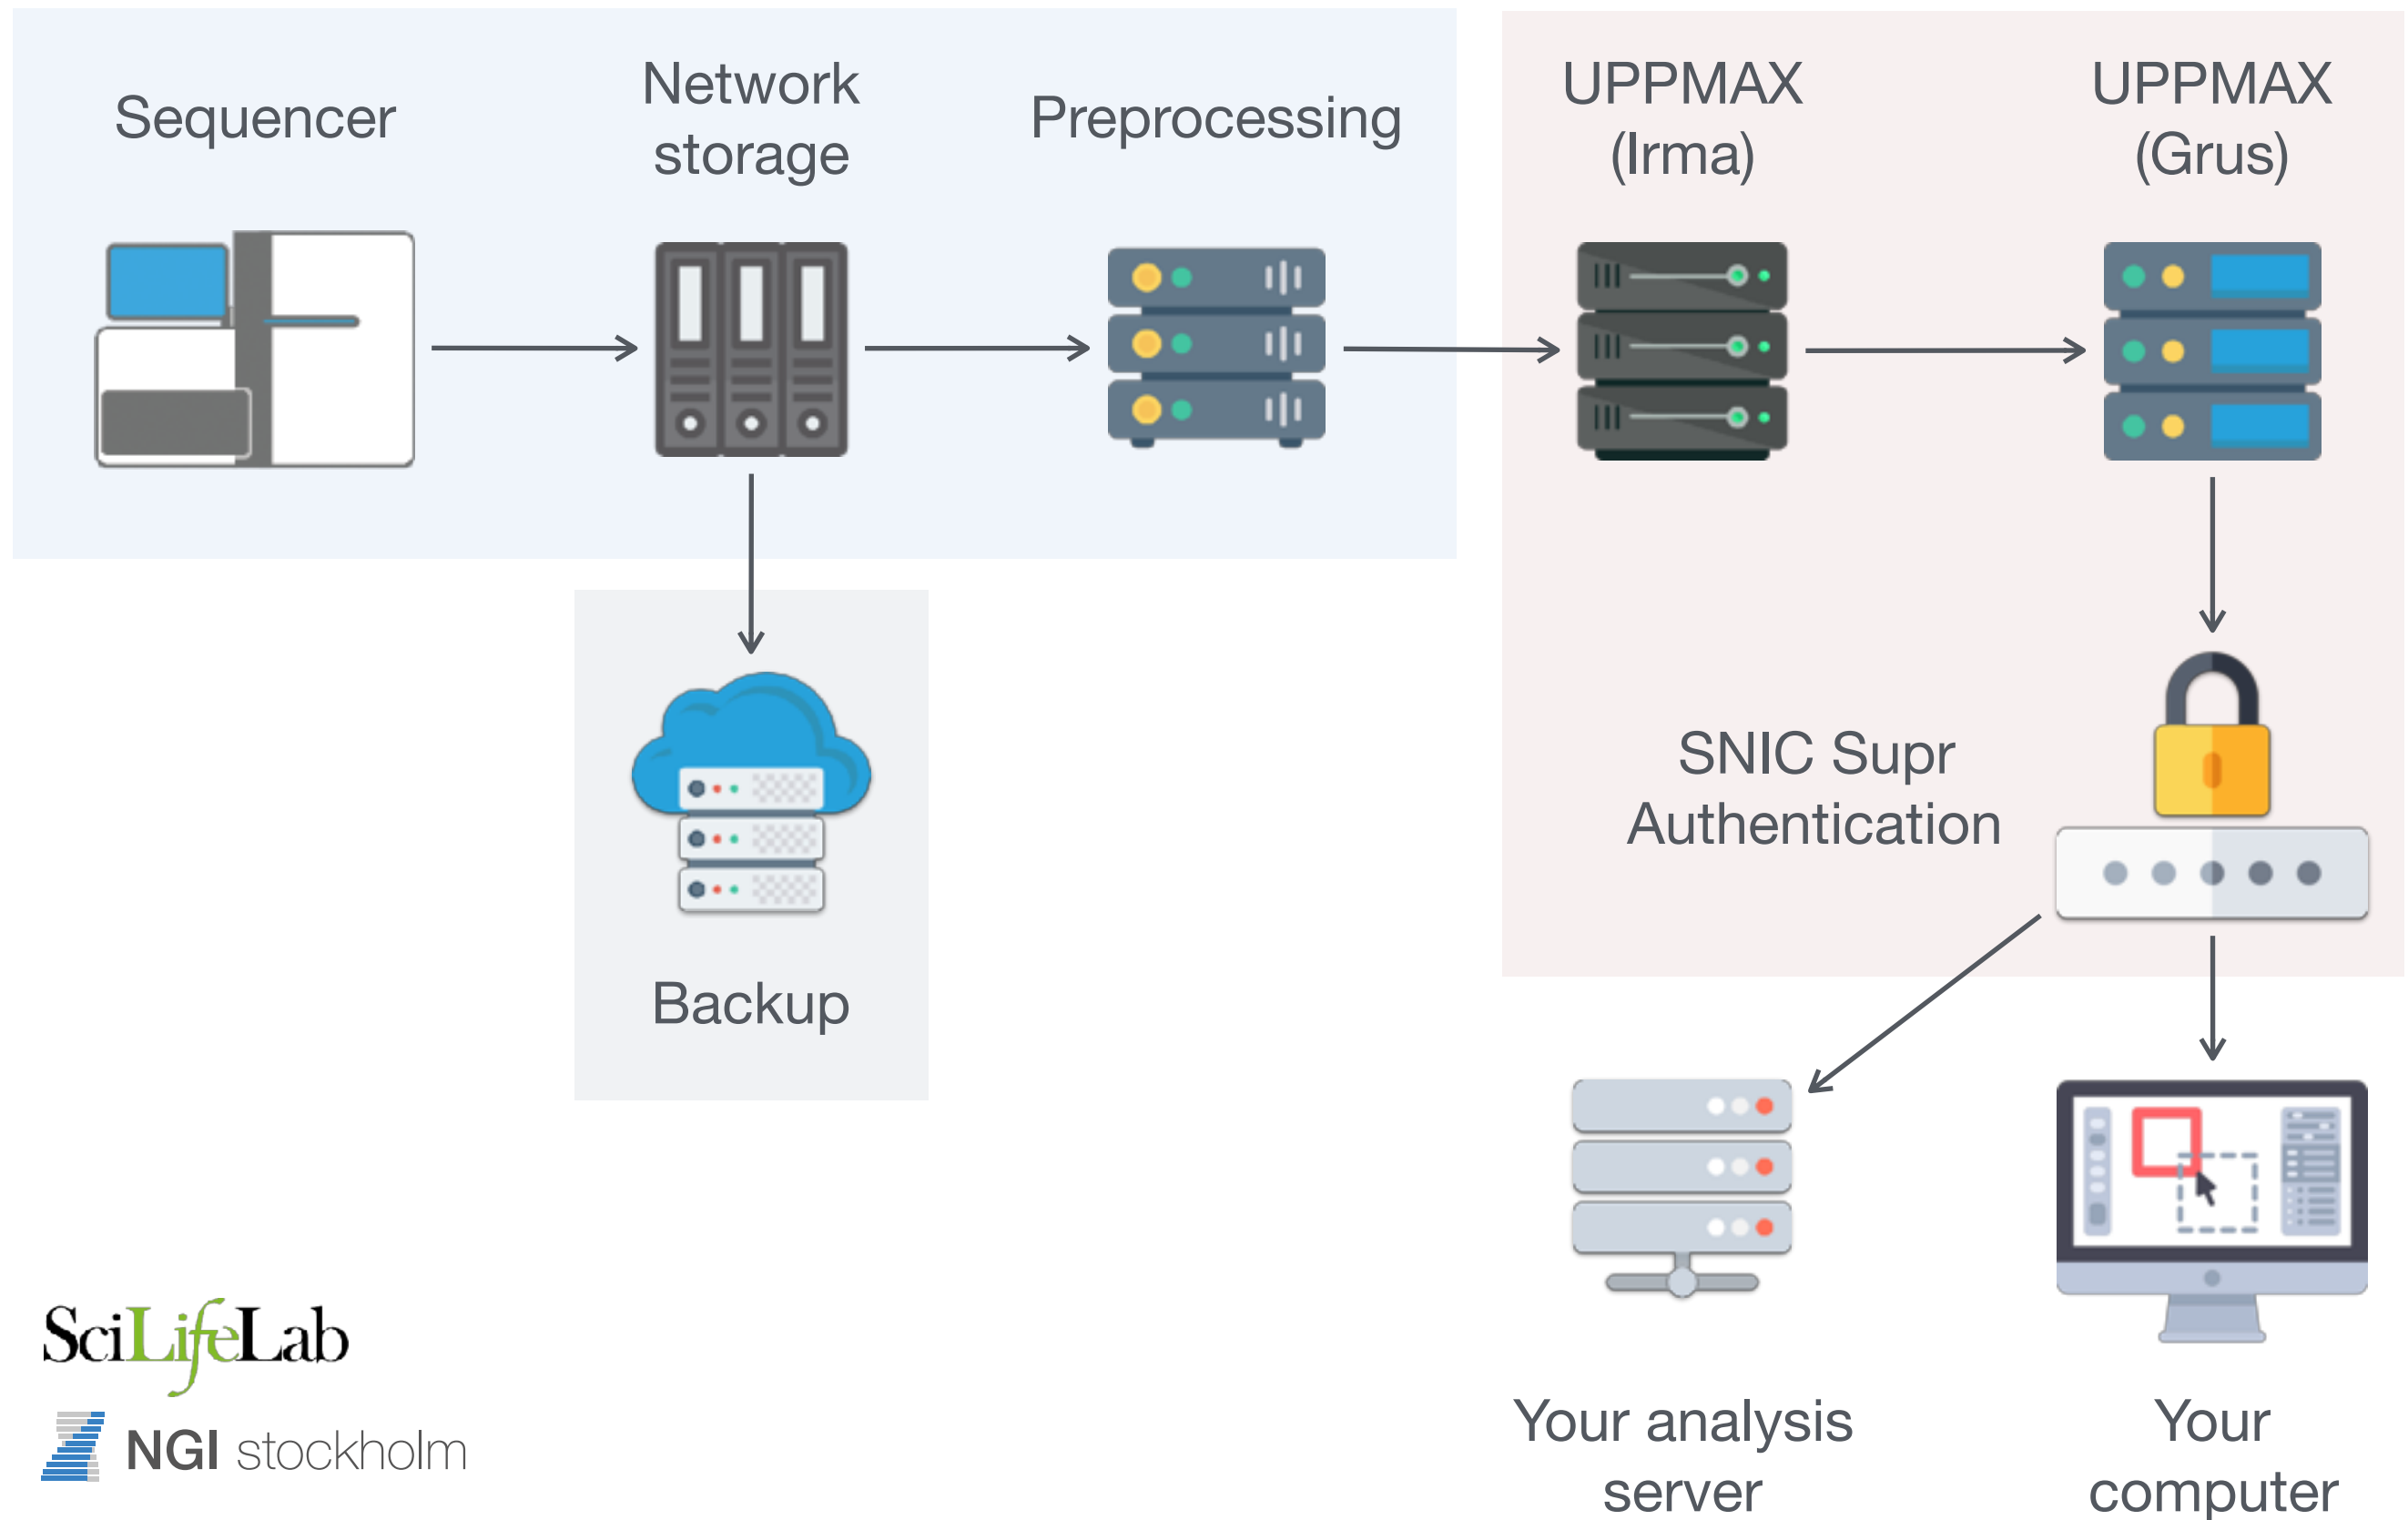 Sequencer
Network
storage
Preprocessing
UPPMAX
(Irma)
UPPMAX
(Grus)
SNIC Supr
Authentication
Backup
Your analysis
server
Your
computer
SciLifeLab
NGI stockholm